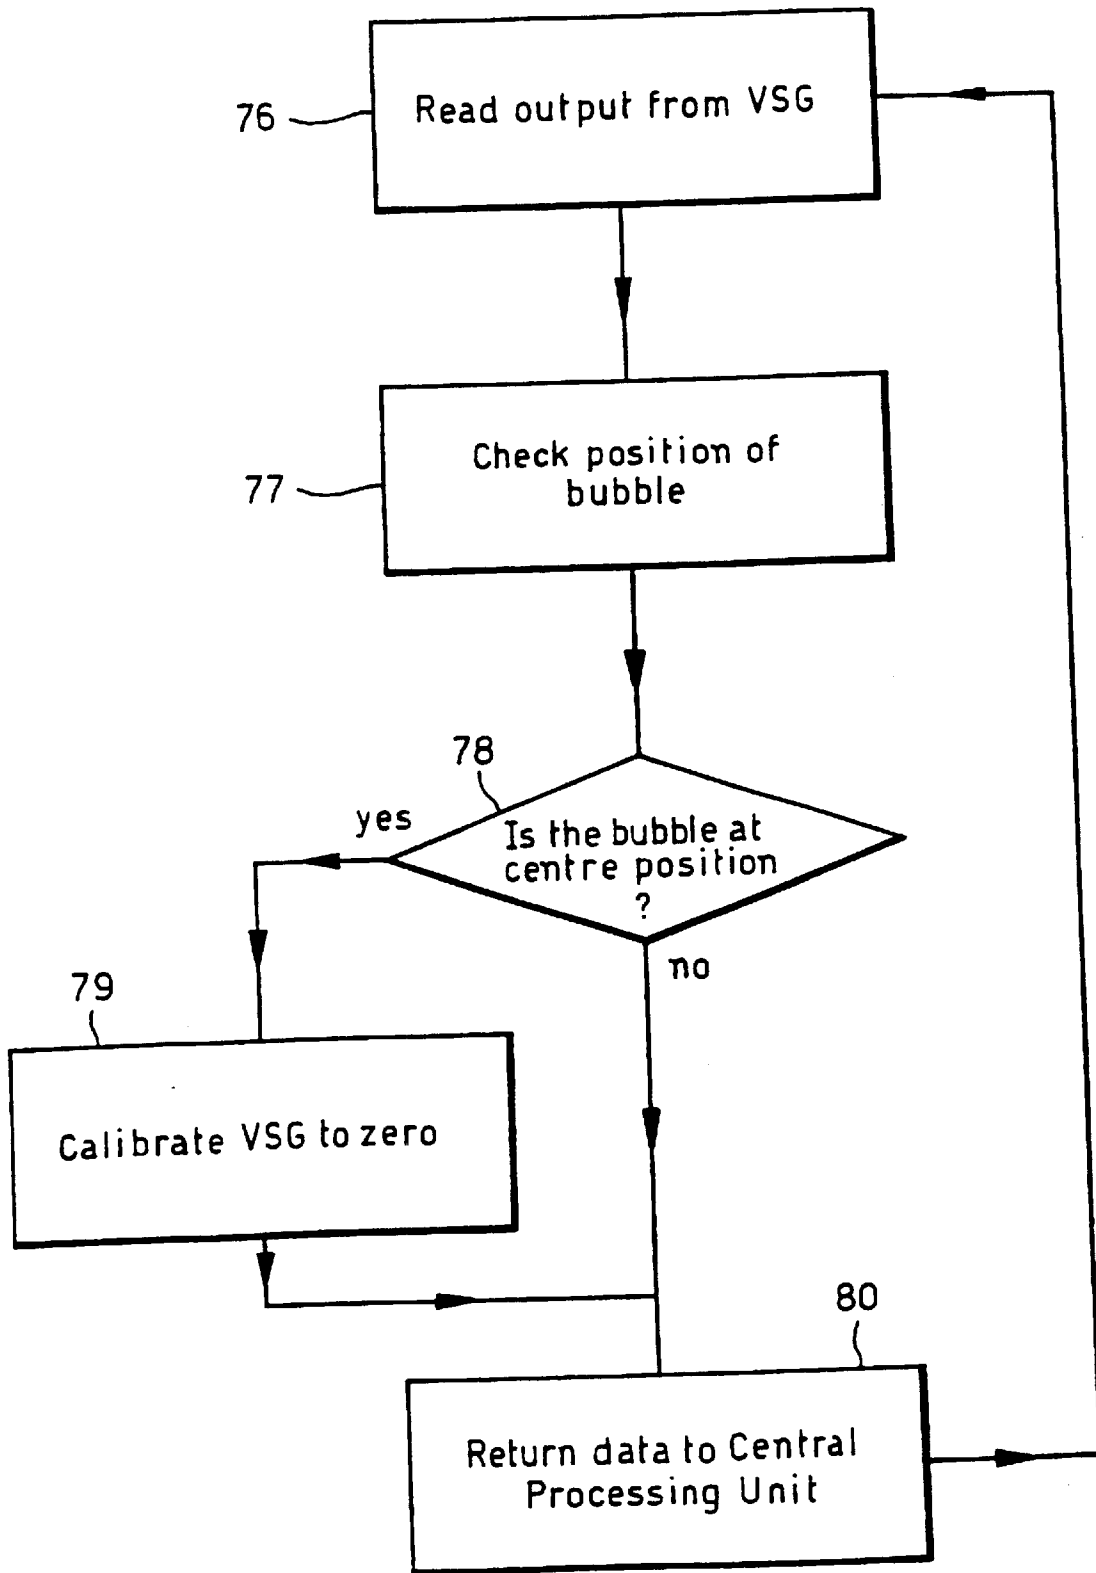 76
Read output from VSG
77
Check position of
bubble
78
yes
Is the bubble at
centre position
?
no
79
Calibrate VSG to zero
80
Return data to Central
Processing Unit